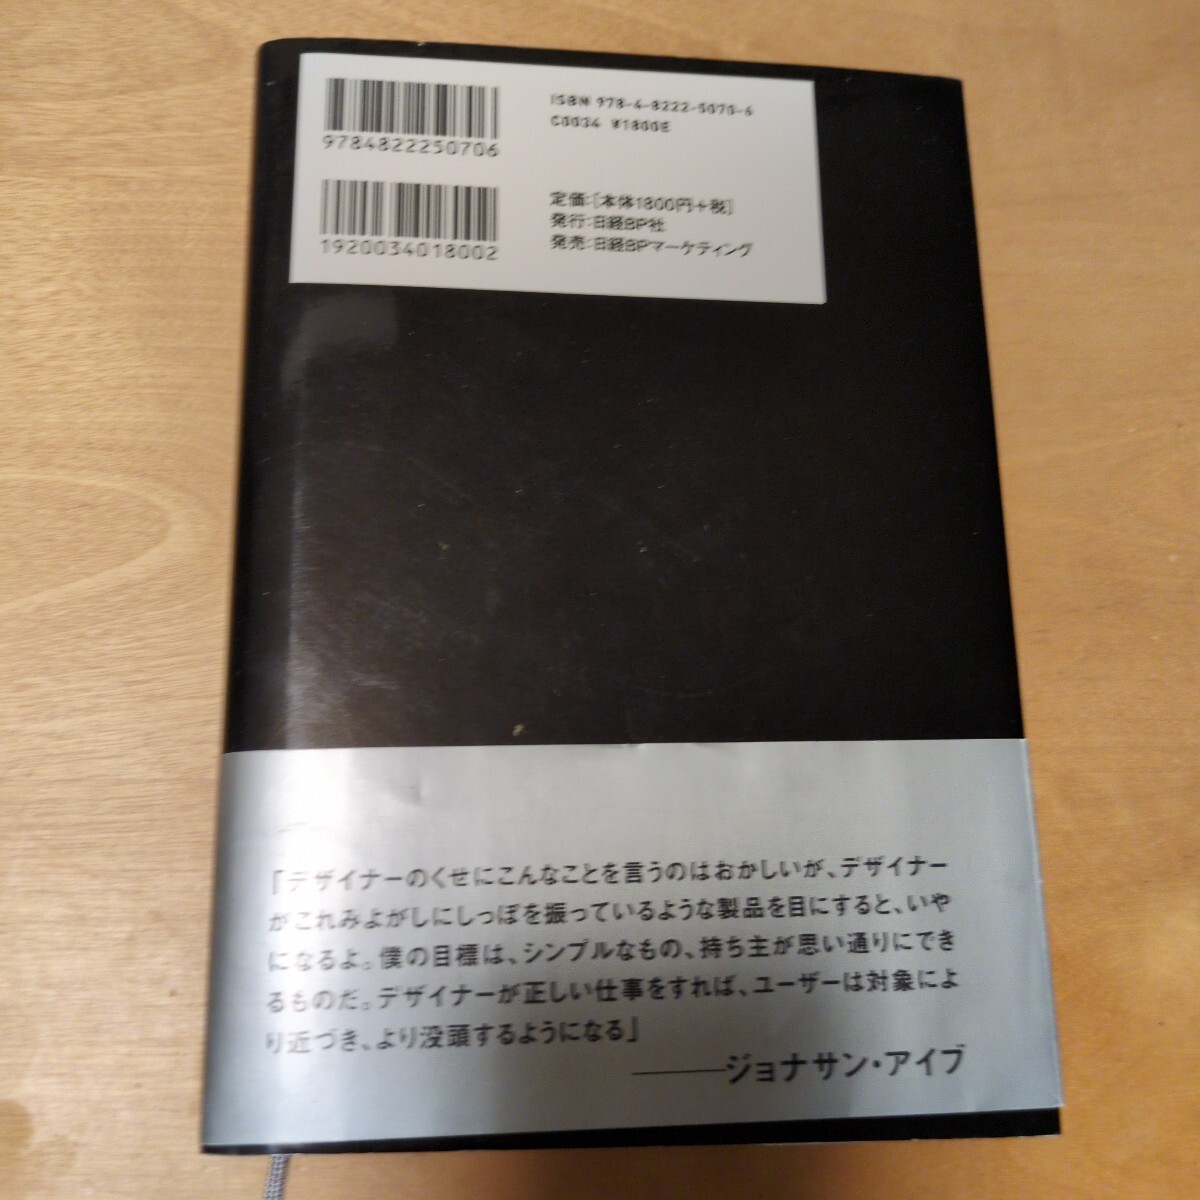 9784822250706
1920034018002
ISBN 978-4-8222-5070-6
C0034 ¥1800E
定価:[本体1800円+税]
発行:日経BP社
発売:日経BPマーケティング
「デザイナーのくせにこんなことを言うのはおかしいが、デザイナー
がこれみよがしにしっぽを振っているような製品を目にすると、いや
になるよ。僕の目標は、シンプルなもの、持ち主が思い通りにでき
るものだ。デザイナーが正しい仕事をすれば、ユーザーは対象によ
り近づき、より没頭するようになる」
――ジョナサン・アイブ